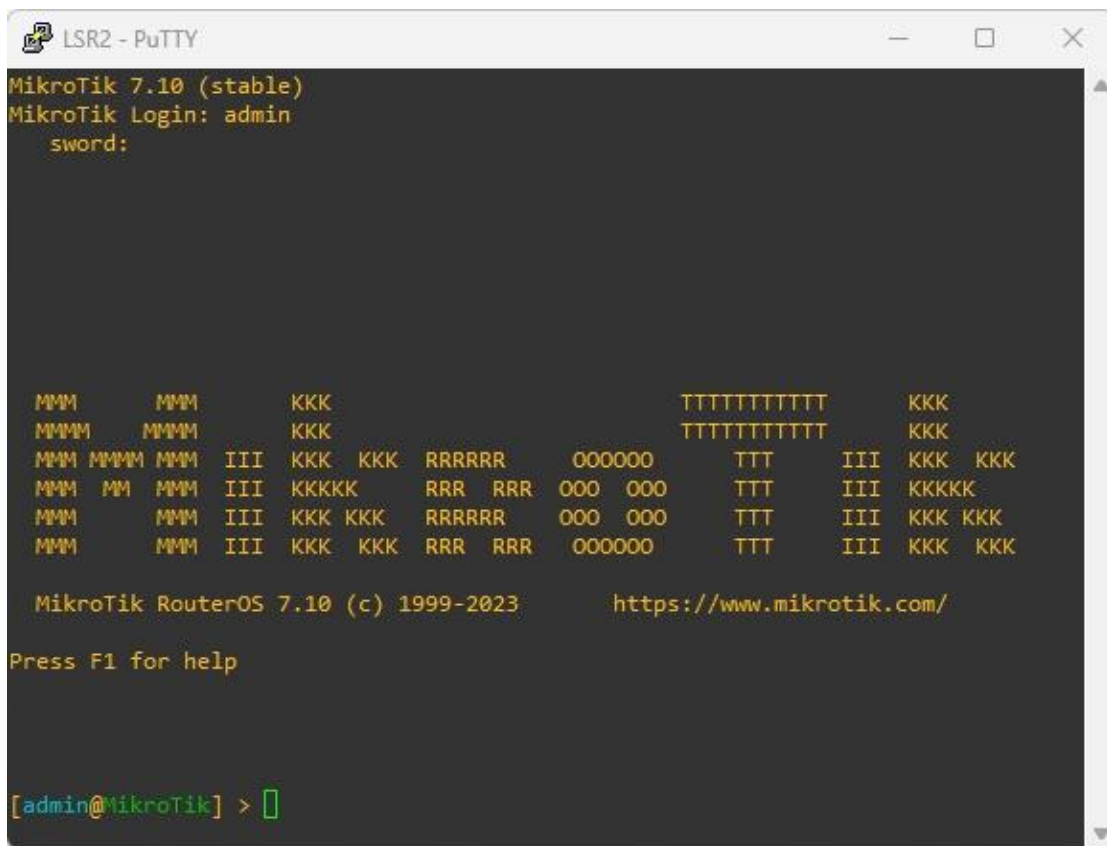 LSR2 - PuTTY
MikroTik 7.10 (stable)
MikroTik Login: admin
   sword:
  MMM      MMM       KKK                          TTTTTTTTTTT      KKK
  MMMM    MMMM       KKK                          TTTTTTTTTTT      KKK
  MMM MMMM MMM  III  KKK  KKK  RRRRRR     OOOOOO      TTT     III  KKK  KKK
  MMM  MM  MMM  III  KKKKK     RRR  RRR  OOO  OOO     TTT     III  KKKKK
  MMM      MMM  III  KKK KKK   RRRRRR    OOO  OOO     TTT     III  KKK KKK
  MMM      MMM  III  KKK  KKK  RRR  RRR   OOOOOO      TTT     III  KKK  KKK
  MikroTik RouterOS 7.10 (c) 1999-2023       https://www.mikrotik.com/
Press F1 for help
[admin@MikroTik] >